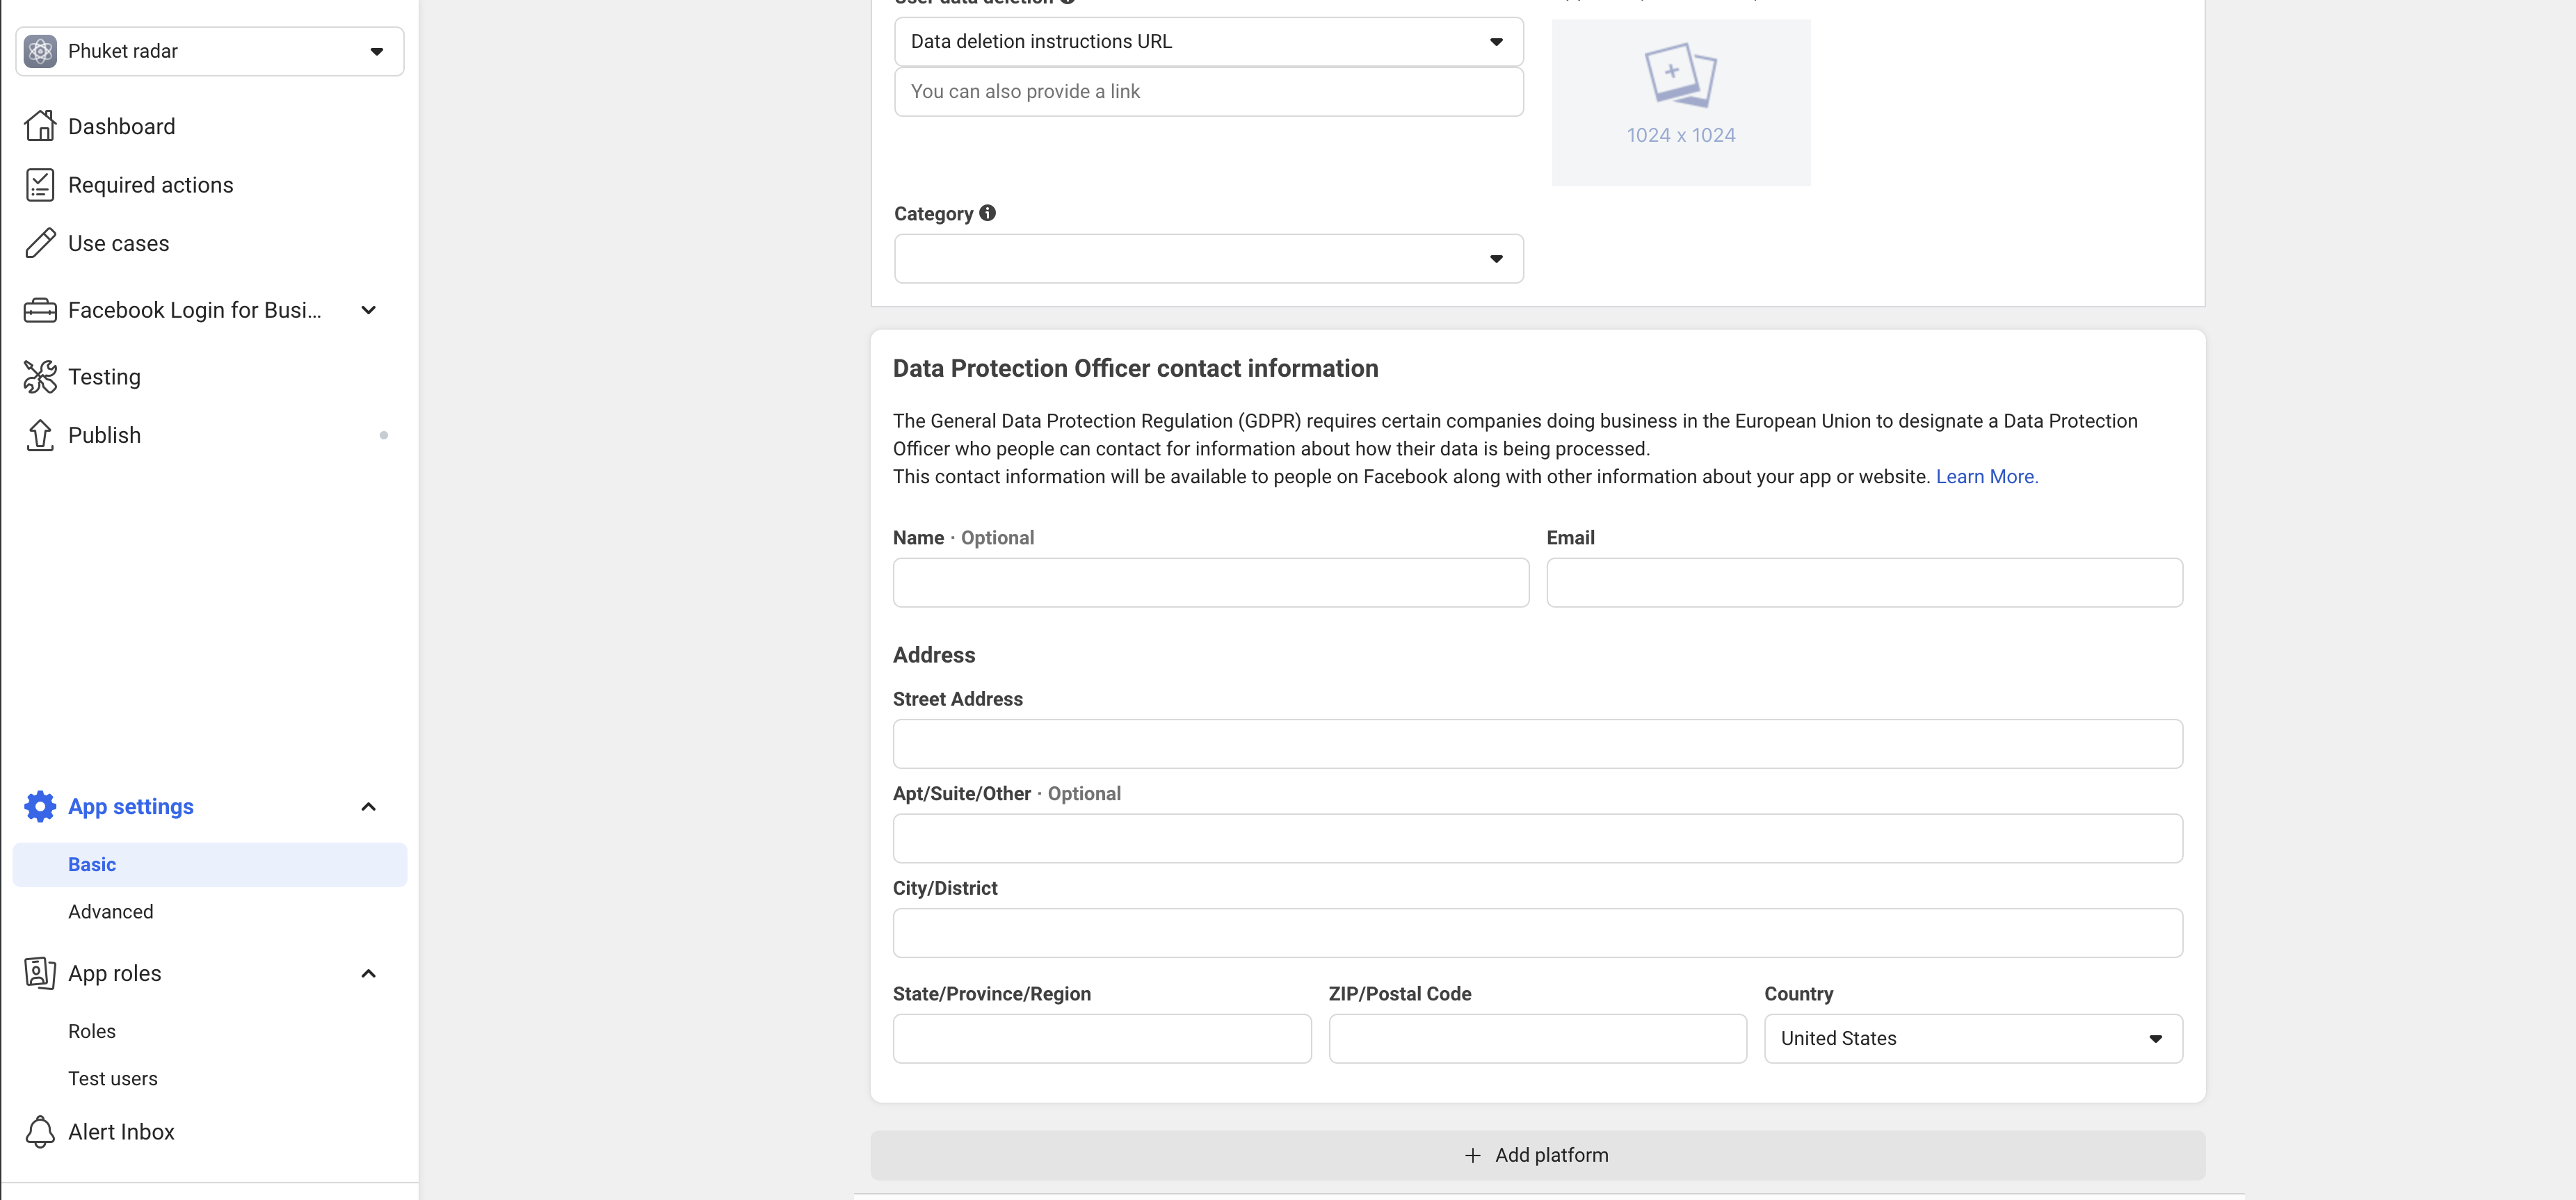 Phuket radar
Dashboard
Required actions
Use cases
Facebook Login for Busi...
Testing
Publish
App settings
Basic
Advanced
App roles
Roles
Test users
Alert Inbox
User data deletion
Data deletion instructions URL
You can also provide a link
1024 x 1024
Category
Data Protection Officer contact information
The General Data Protection Regulation (GDPR) requires certain companies doing business in the European Union to designate a Data Protection
Officer who people can contact for information about how their data is being processed.
This contact information will be available to people on Facebook along with other information about your app or website. Learn More.
Name · Optional
Email
Address
Street Address
Apt/Suite/Other · Optional
City/District
State/Province/Region
ZIP/Postal Code
Country
United States
+ Add platform